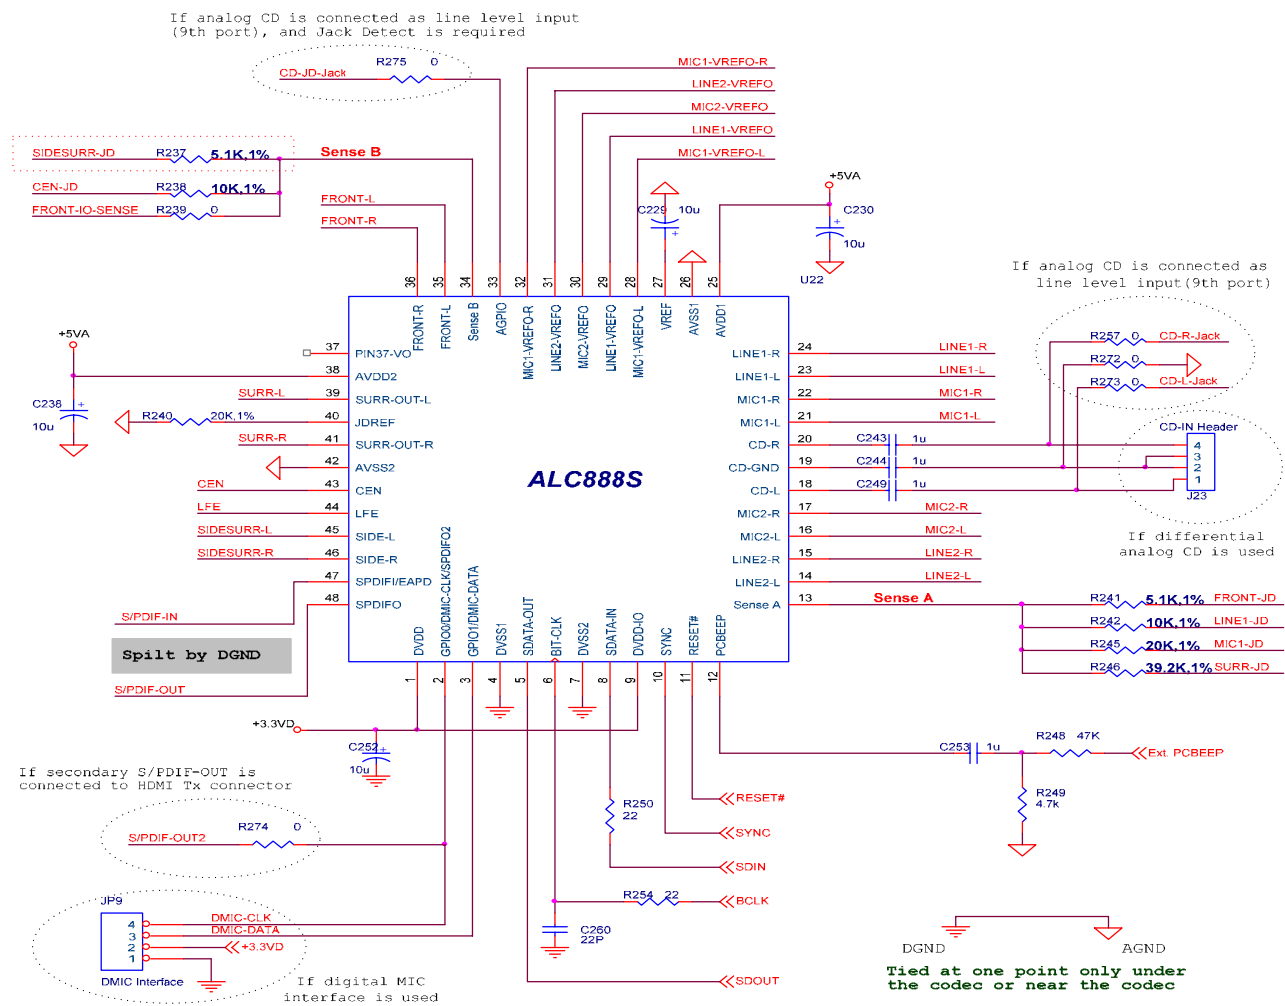 If analog CD is connected as line level input
(9th port), and Jack Detect is required
R275 0
CD-JD-Jack
MIC1-VREFO-R
LINE2-VREFO
MIC2-VREFO
LINE1-VREFO
MIC1-VREFO-L
SIDESURR-JD R237 5.1K,1% Sense B
CEN-JD R238 10K,1%
FRONT-IO-SENSE R239 0
FRONT-L
FRONT-R
C229 10u
+5VA
C230
10u
U22
36 35 34 33 32 31 30 29 28 27 26 25
FRONT-R
FRONT-L
Sense B
AGPIO
MIC1-VREFO-R
LINE2-VREFO
MIC2-VREFO
LINE1-VREFO
MIC1-VREFO-L
VREF
AVSS1
AVDD1
If analog CD is connected as
line level input(9th port)
R257 0 CD-R-Jack
R272 0
R273 0 CD-L-Jack
+5VA
C238
10u
37 PIN37-VO
38 AVDD2
SURR-L 39 SURR-OUT-L
R240 20K,1% 40 JDREF
SURR-R 41 SURR-OUT-R
42 AVSS2
CEN 43 CEN
LFE 44 LFE
SIDESURR-L 45 SIDE-L
SIDESURR-R 46 SIDE-R
47 SPDIFI/EAPD
48 SPDIFO
S/PDIF-IN
Spilt by DGND
S/PDIF-OUT
ALC888S
LINE1-R 24 LINE1-R
LINE1-L 23 LINE1-L
MIC1-R 22 MIC1-R
MIC1-L 21 MIC1-L
CD-R 20 C243 1u
CD-GND 19 C244 1u
CD-L 18 C249 1u
MIC2-R 17 MIC2-R
MIC2-L 16 MIC2-L
LINE2-R 15 LINE2-R
LINE2-L 14 LINE2-L
Sense A 13 Sense A
CD-IN Header
4
3
2
1
J23
If differential
analog CD is used
R241 5.1K,1% FRONT-JD
R242 10K,1% LINE1-JD
R245 20K,1% MIC1-JD
R246 39.2K,1% SURR-JD
DVDD
GPIO0/DMIC-CLK/SPDIFO2
GPIO1/DMIC-DATA
DVSS1
SDATA-OUT
BIT-CLK
DVSS2
SDATA-IN
DVDD-IO
SYNC
RESET#
PCBEEP
1 2 3 4 5 6 7 8 9 10 11 12
+3.3VD
C252
10u
C253 1u
R248 47K
Ext. PCBEEP
R249
4.7k
If secondary S/PDIF-OUT is
connected to HDMI Tx connector
S/PDIF-OUT2 R274 0
R250
22
RESET#
SYNC
SDIN
R254 22 BCLK
C260
22P
SDOUT
JP9
4 DMIC-CLK
3 DMIC-DATA
2 +3.3VD
1
DMIC Interface
If digital MIC
interface is used
DGND AGND
Tied at one point only under
the codec or near the codec